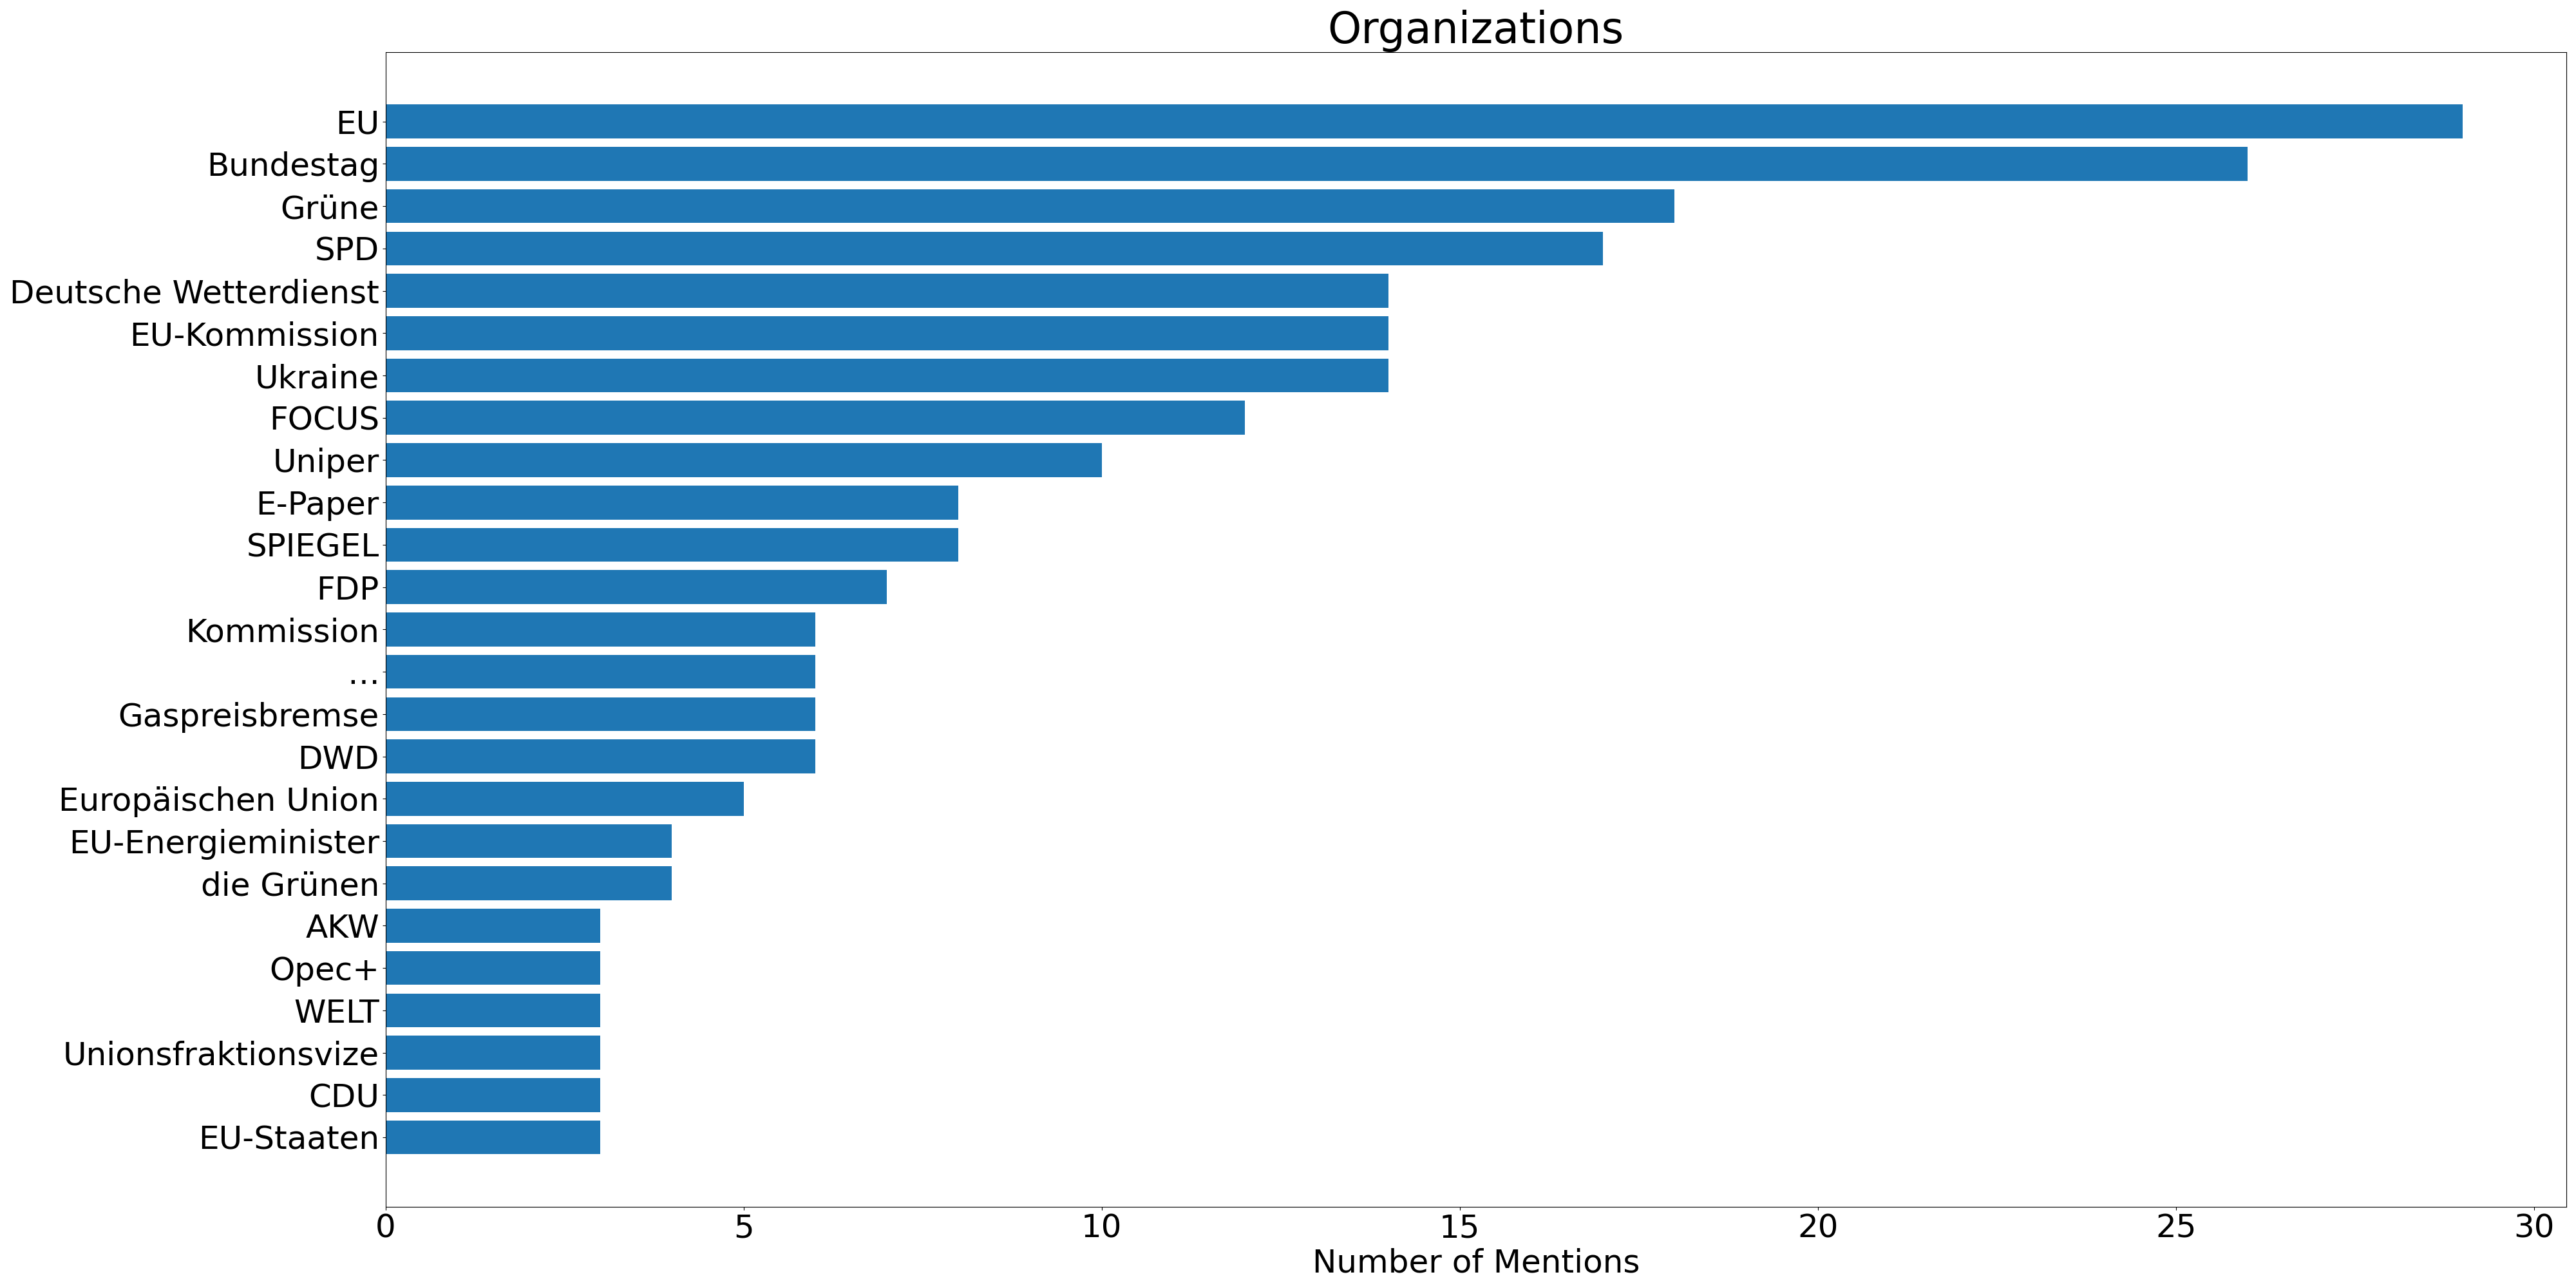 Organizations
EU
Bundestag
Grüne
SPD
Deutsche Wetterdienst
EU-Kommission
Ukraine
FOCUS
Uniper
E-Paper
SPIEGEL
FDP
Kommission
...
Gaspreisbremse
DWD
Europäischen Union
EU-Energieminister
die Grünen
AKW
Opec+
WELT
Unionsfraktionsvize
CDU
EU-Staaten
0 5 10 15 20 25 30
Number of Mentions